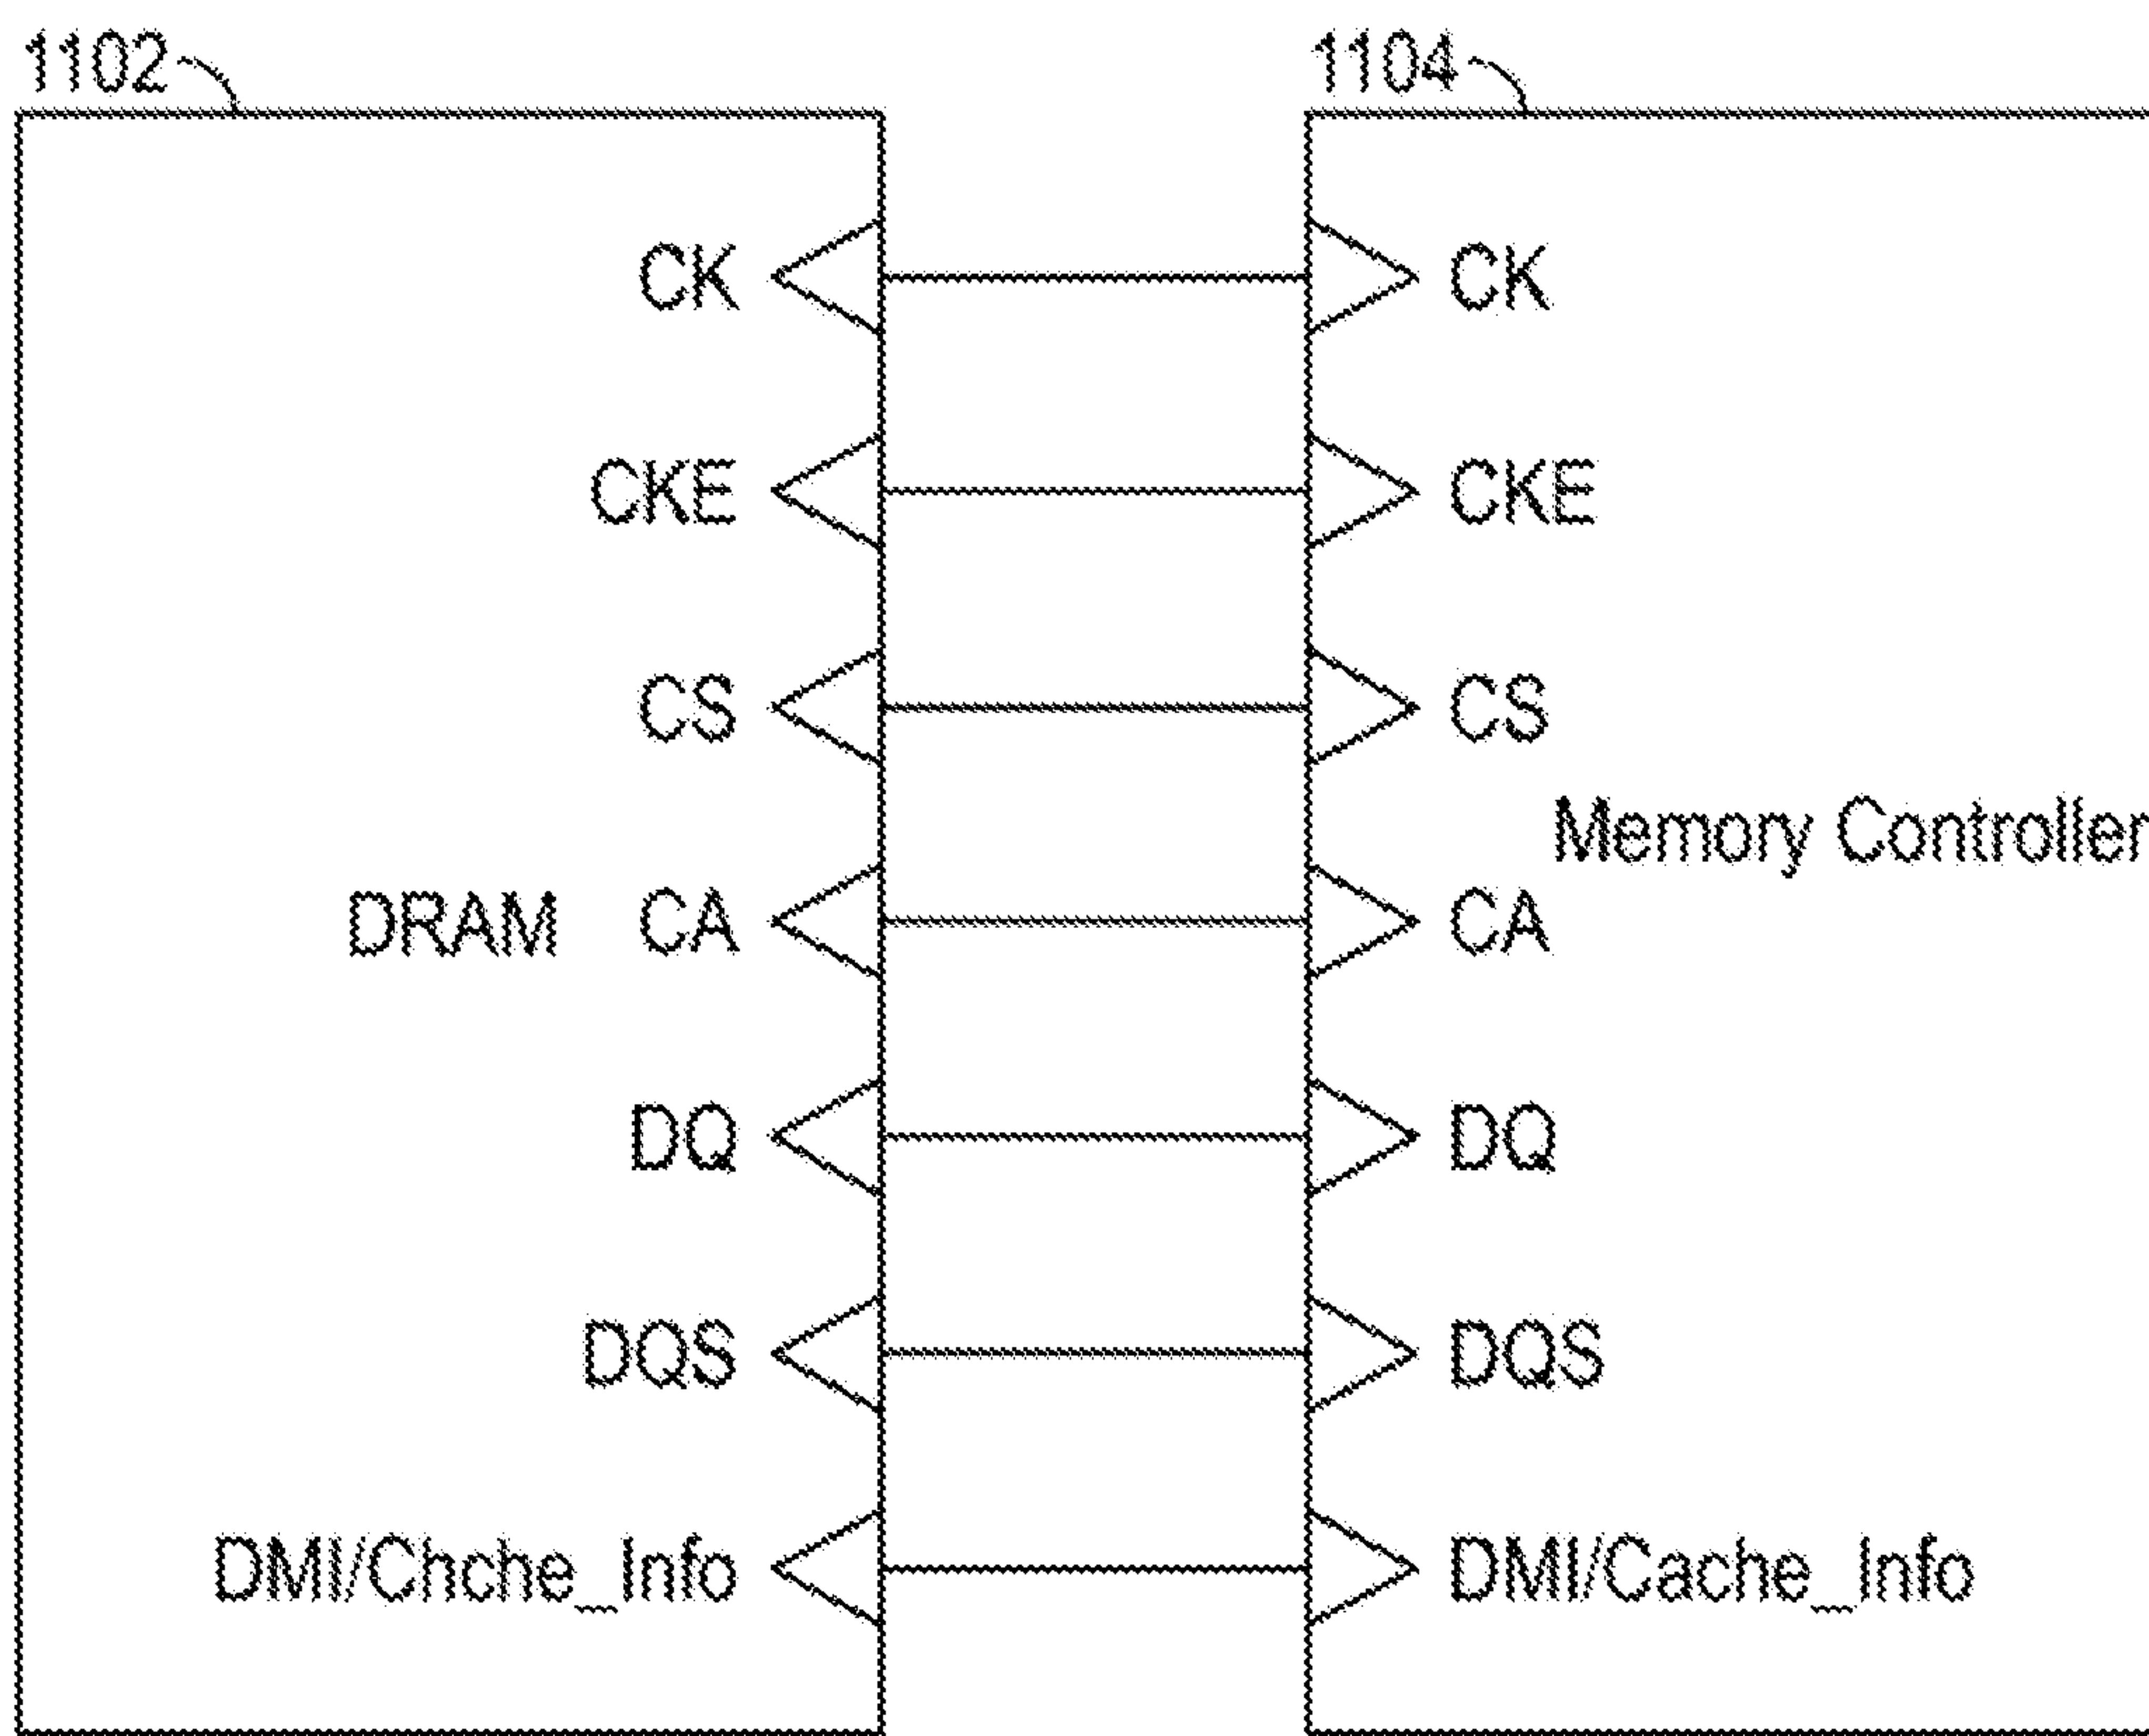 1102
1104
CK
CK
CKE
CKE
CS
CS
Memory Controller
DRAM
CA
CA
DQ
DQ
DQS
DQS
DMI/Chche_Info
DMI/Cache_Info